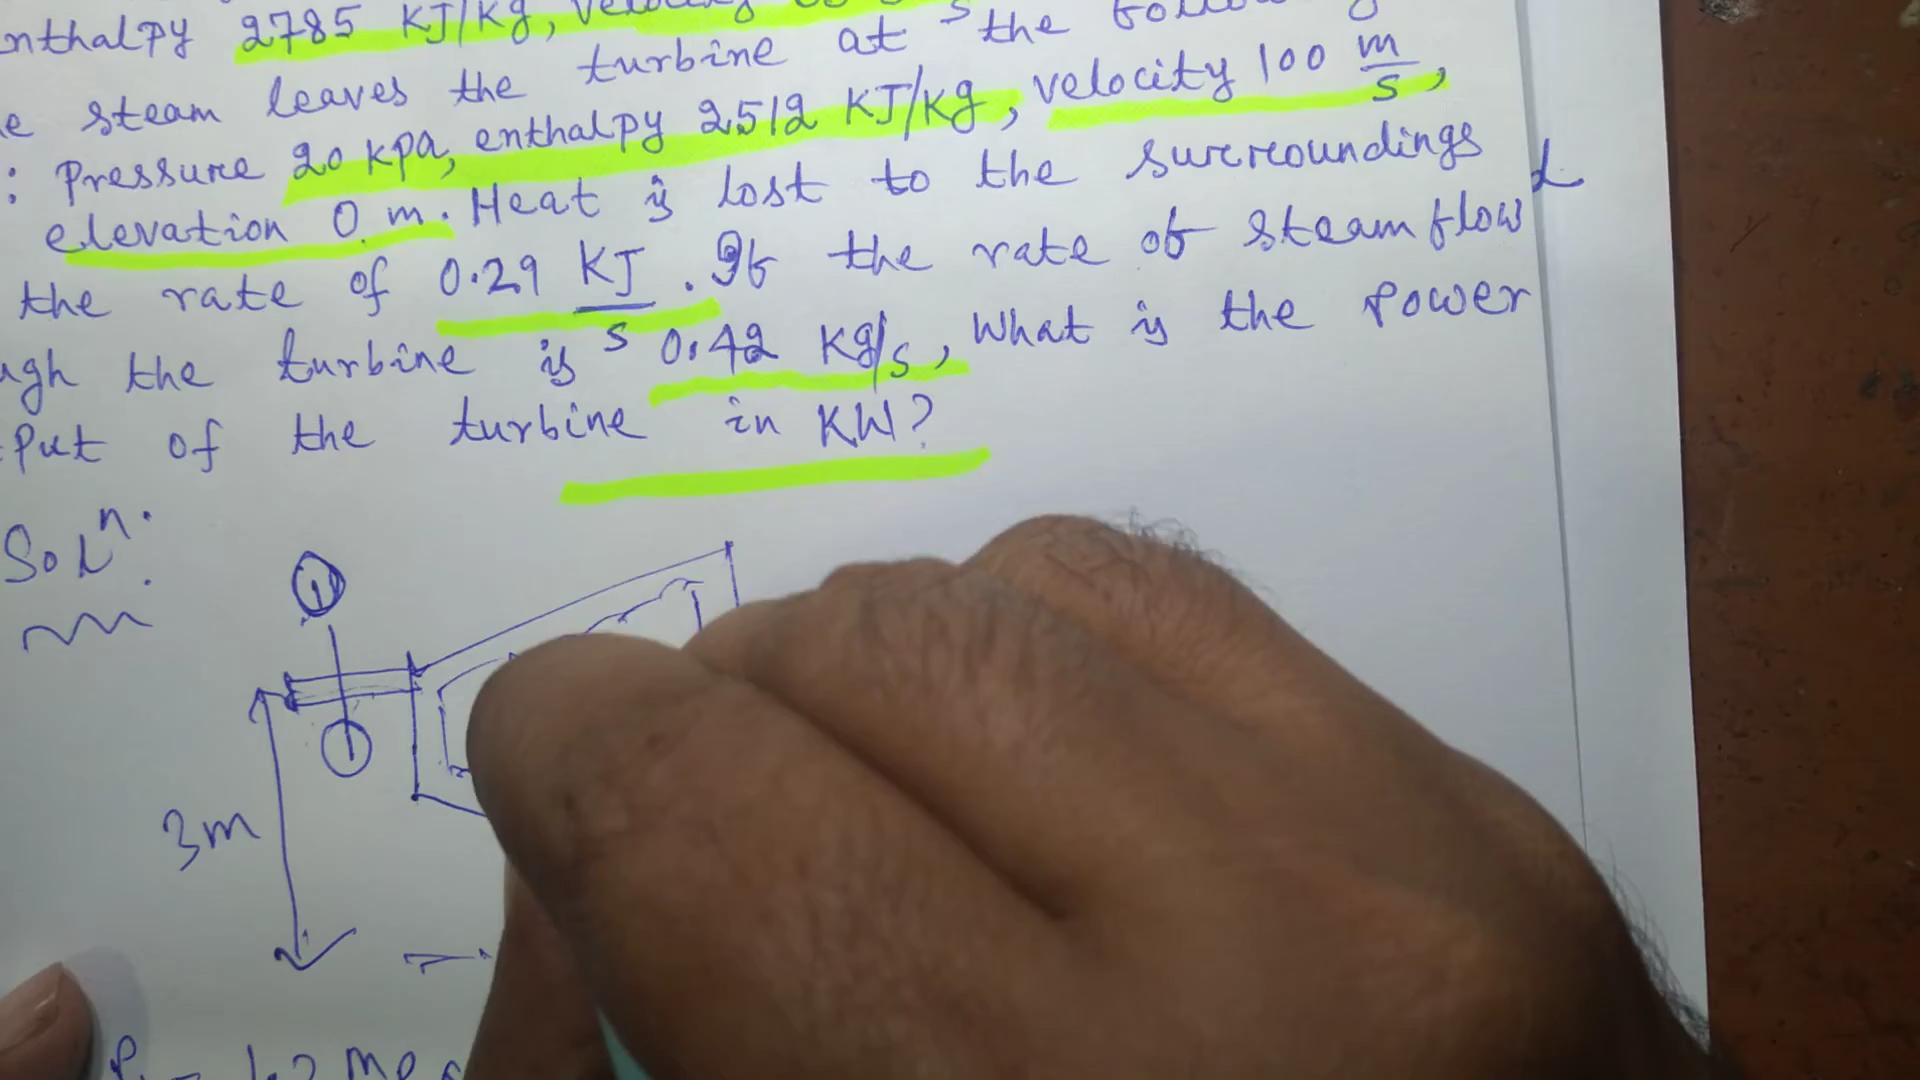 nthalpy 2785 KJ/Kg, velocity
e steam leaves the turbine at the following
: Pressure 20 kpa, enthalpy 2512 KJ/Kg, velocity 100 m/s,
elevation 0 m. Heat is lost to the surroundings
the rate of 0.29 KJ/s. If the rate of steam flow
ugh the turbine is 0.42 Kg/s, What is the Power
Put of the turbine in KW?
Solⁿ:
1
1
3m